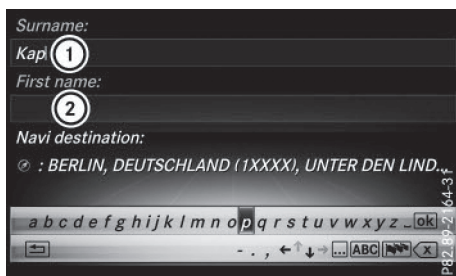 Surname:
Kap 1
First name:
2
Navi destination:
: BERLIN, DEUTSCHLAND (1XXXX), UNTER DEN LIND...
a b c d e f g h i j k l m n o p q r s t u v w x y z _ ok
- . , ←↑↓→ ... ABC X
P82.89-2164-31